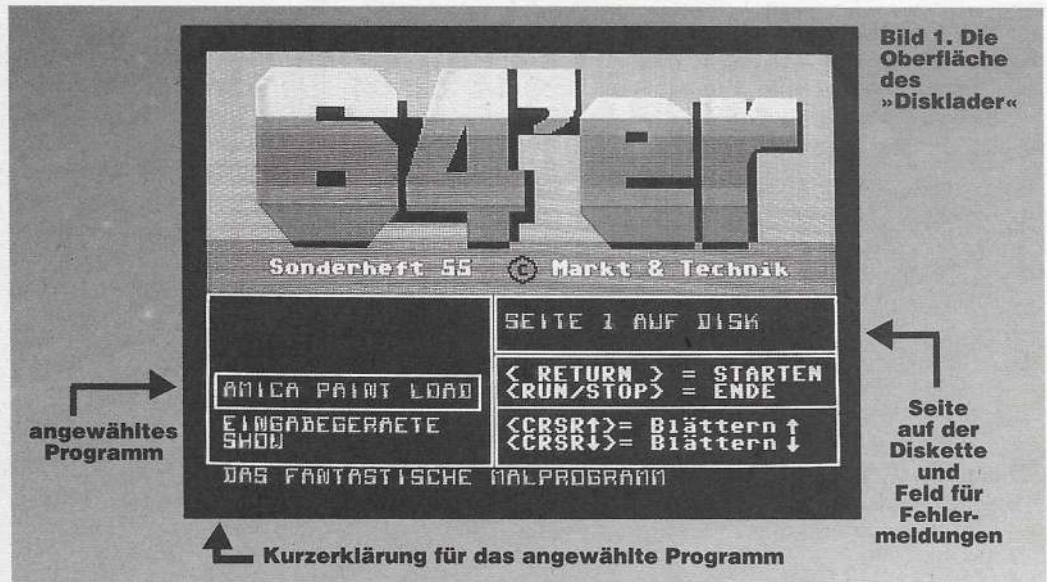 Bild 1. Die
Oberfläche
des
»Disklader«
64'er
Sonderheft 55 © Markt & Technik
SEITE 1 AUF DISK
< RETURN > = STARTEN
<RUN/STOP> = ENDE
AMICA PAINT LOAD
EINGABEGERAETE
SHOW
<CRSR↑>= Blättern ↑
<CRSR↓>= Blättern ↓
DAS FANTASTISCHE MALPROGRAMM
angewähltes
Programm
Seite
auf der
Diskette
und
Feld für
Fehler-
meldungen
Kurzerklärung für das angewählte Programm